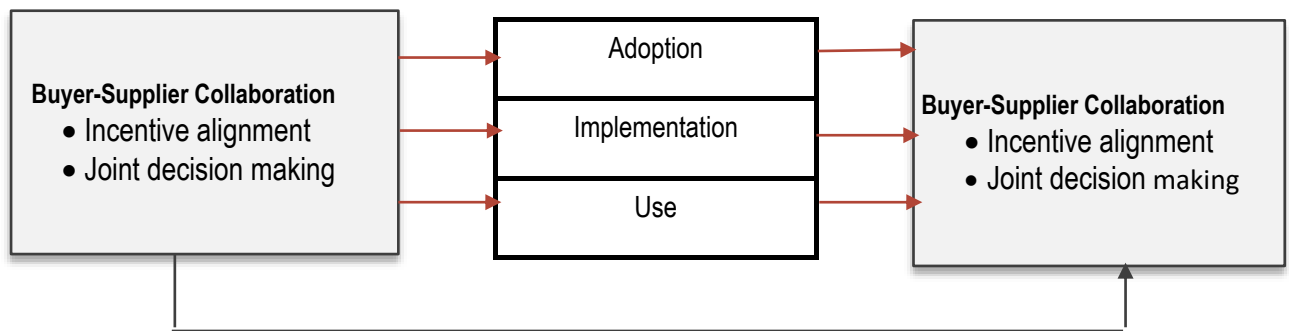 Buyer-Supplier Collaboration
• Incentive alignment
• Joint decision making
Adoption
Implementation
Use
Buyer-Supplier Collaboration
• Incentive alignment
• Joint decision making